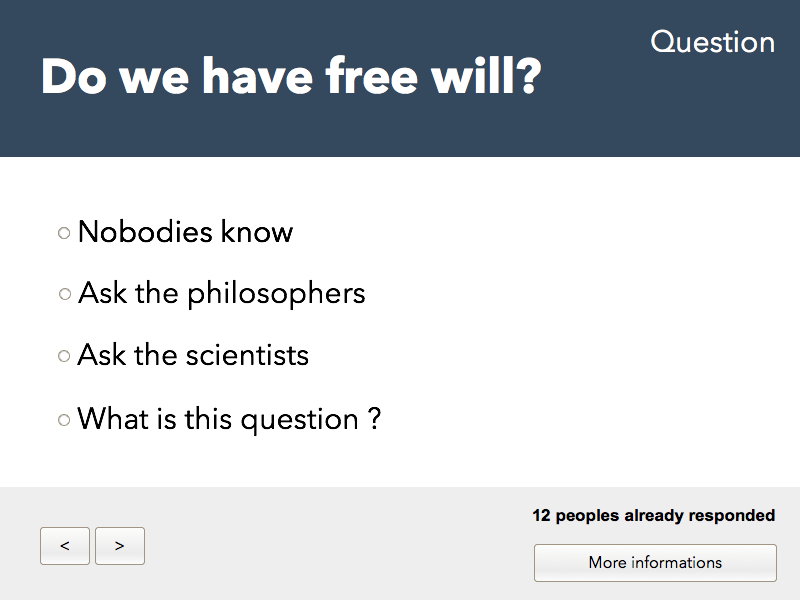 Question
Do we have free will?
Nobodies know
Ask the philosophers
Ask the scientists
What is this question ?
12 peoples already responded
< >
More informations